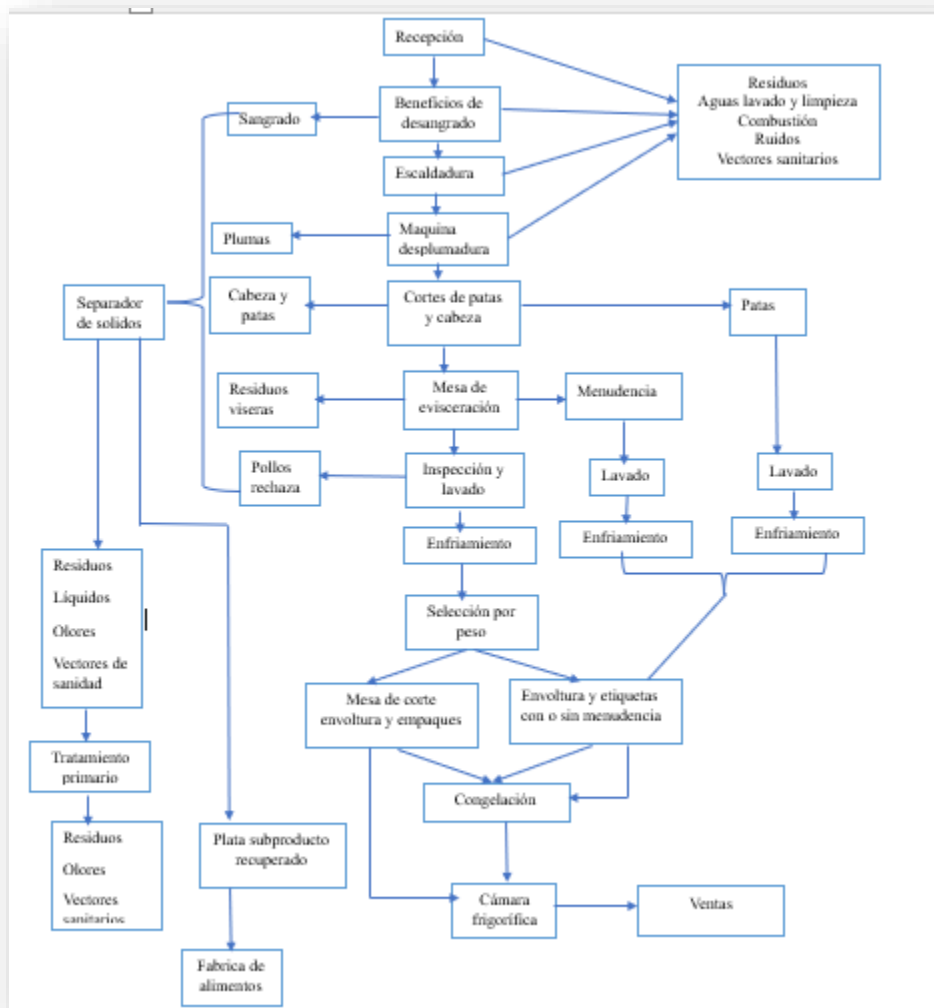 Recepción
Residuos
Aguas lavado y limpieza
Combustión
Ruidos
Vectores sanitarios
Beneficios de
desangrado
Sangrado
Escaldadura
Plumas
Maquina
desplumadura
Separador
de solidos
Cabeza y
patas
Cortes de patas
y cabeza
Patas
Residuos
viseras
Mesa de
evisceración
Menudencia
Pollos
rechaza
Inspección y
lavado
Lavado
Lavado
Enfriamiento
Enfriamiento
Enfriamiento
Residuos
Líquidos
Olores
Vectores de
sanidad
Selección por
peso
Mesa de corte
envoltura y empaques
Envoltura y etiquetas
con o sin menudencia
Tratamiento
primario
Congelación
Residuos
Olores
Vectores
sanitarios
Plata subproducto
recuperado
Cámara
frigorífica
Ventas
Fabrica de
alimentos